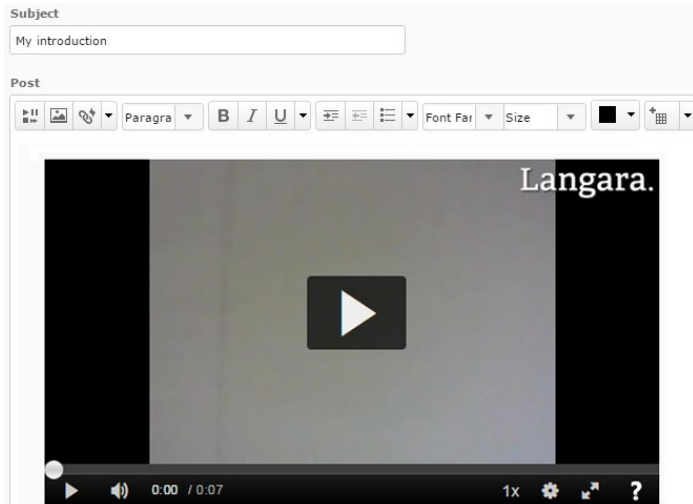 Subject
My introduction
Post
Paragra B I U Font Far Size
Langara.
0:00 / 0:07 1x ?